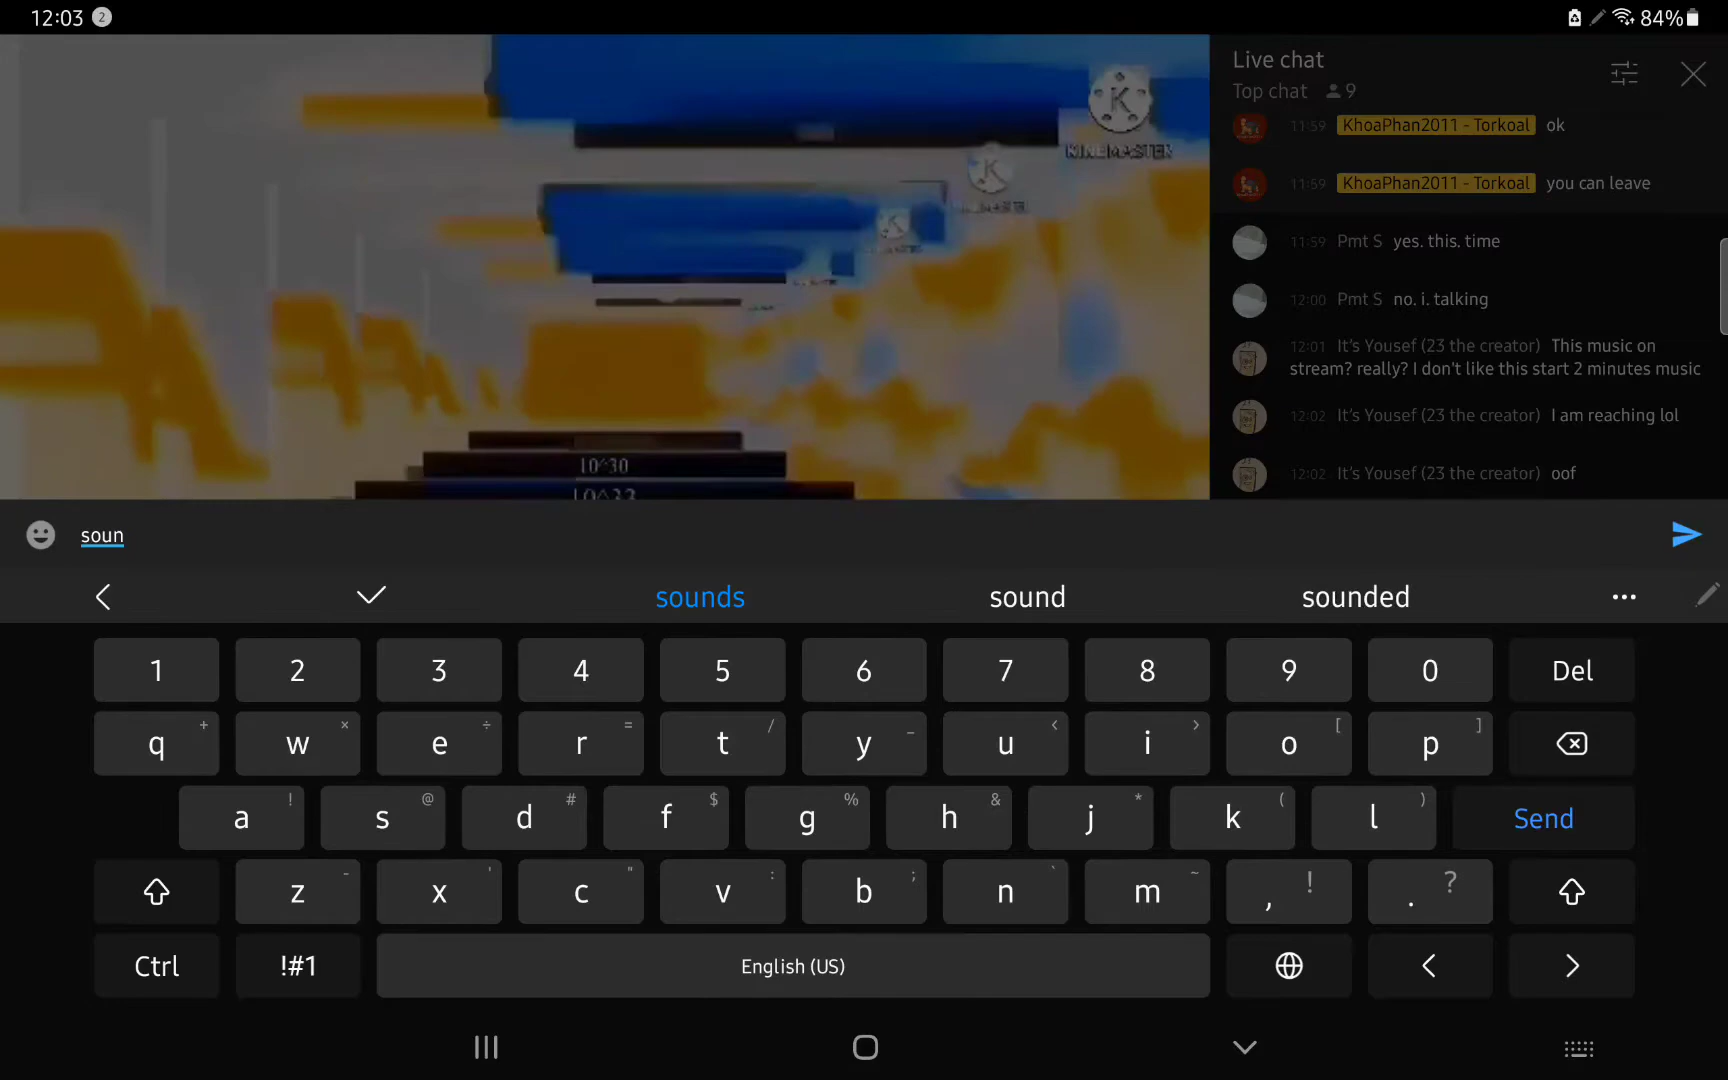 12:03 2
84%
KINEMASTER
10^30
10^33
Live chat
Top chat 9
11:59 KhoaPhan2011 - Torkoal ok
11:59 KhoaPhan2011 - Torkoal you can leave
11:59 Pmt S yes. this. time
12:00 Pmt S no. i. talking
12:01 It's Yousef (23 the creator) This music on
stream? really? I don't like this start 2 minutes music
12:02 It's Yousef (23 the creator) I am reaching lol
12:02 It's Yousef (23 the creator) oof
soun
sounds sound sounded
1 2 3 4 5 6 7 8 9 0 Del
q + w × e ÷ r = t / y _ u < i > o [ p ]
a ! s @ d # f $ g % h & j * k ( l ) Send
z - x ' c " v : b ; n ` m ~ , ! . ?
Ctrl !#1 English (US)